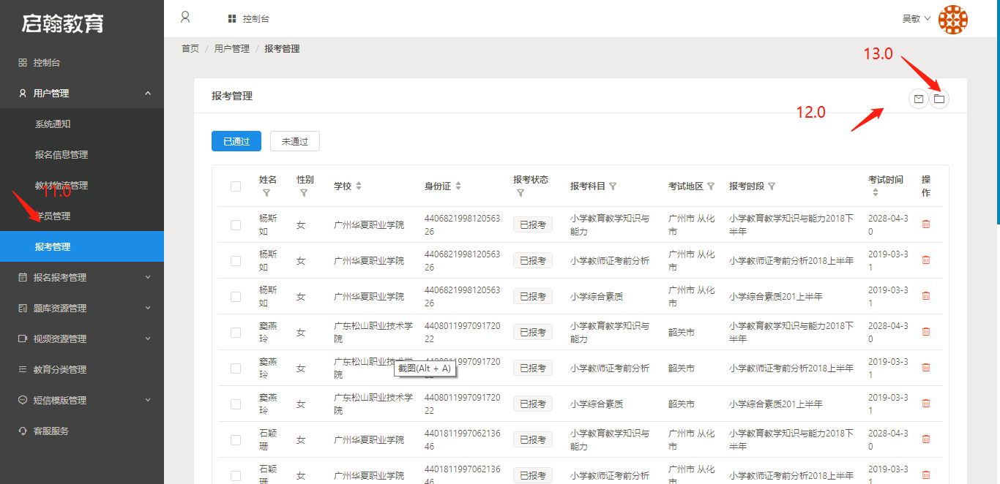 启翰教育
控制台
吴敏
首页 / 用户管理 / 报考管理
控制台
用户管理
系统通知
报名信息管理
教材物流管理
学员管理
报考管理
报名报考管理
题库资源管理
视频资源管理
教育分类管理
短信模版管理
客服服务
11.0
12.0
13.0
报考管理
已通过
未通过
姓名 性别 学校 身份证 报考状态 报考科目 考试地区 报考时段 考试时间 操作
杨斯如 女 广州华夏职业学院 440682199812056326 已报考 小学教育教学知识与能力 广州市 从化市 小学教育教学知识与能力2018下半年 2028-04-30
杨斯如 女 广州华夏职业学院 440682199812056326 已报考 小学教师证考前分析 广州市 从化市 小学教师证考前分析2018上半年 2019-03-31
杨斯如 女 广州华夏职业学院 440682199812056326 已报考 小学综合素质 广州市 从化市 小学综合素质201上半年 2019-03-31
窦燕玲 女 广东松山职业技术学院 440801199709172022 已报考 小学教育教学知识与能力 韶关市 小学教育教学知识与能力2018下半年 2028-04-30
窦燕玲 女 广东松山职业技术学院 440801199709172022 已报考 小学教师证考前分析 韶关市 小学教师证考前分析2018上半年 2019-03-31
截图(Alt + A)
窦燕玲 女 广东松山职业技术学院 440801199709172022 已报考 小学综合素质 韶关市 小学综合素质201上半年 2019-03-31
石颖珊 女 广州华夏职业学院 440181199706213646 已报考 小学教育教学知识与能力 广州市 从化市 小学教育教学知识与能力2018下半年 2028-04-30
石颖珊 女 广州华夏职业学院 440181199706213646 已报考 小学教师证考前分析 广州市 从化市 小学教师证考前分析2018上半年 2019-03-31